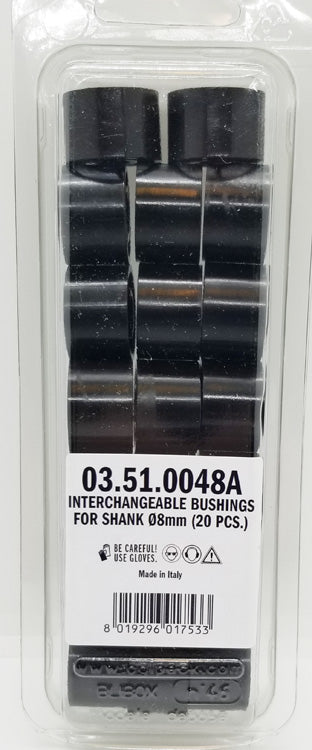 03.51.0048A
INTERCHANGEABLE BUSHINGS
FOR SHANK Ø8mm (20 PCS.)
BE CAREFUL!
USE GLOVES.
Made in Italy
8 019296 017533
BLIBOX